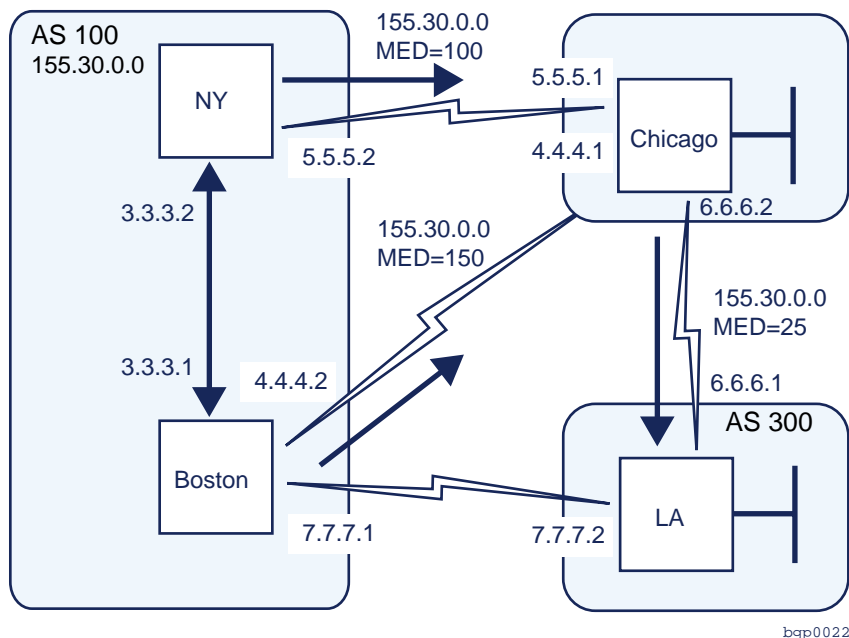 AS 100
155.30.0.0
NY
155.30.0.0
MED=100
5.5.5.1
5.5.5.2
4.4.4.1
Chicago
3.3.3.2
6.6.6.2
155.30.0.0
MED=150
155.30.0.0
MED=25
3.3.3.1
4.4.4.2
6.6.6.1
AS 300
Boston
LA
7.7.7.1
7.7.7.2
bgp0022